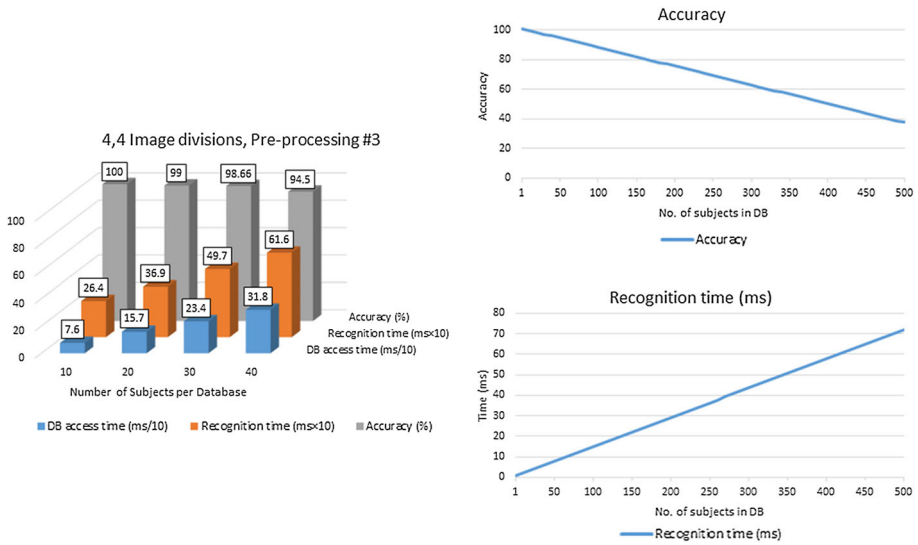 4,4 Image divisions, Pre-processing #3
100
99
98.66
94.5
26.4
36.9
49.7
61.6
7.6
15.7
23.4
31.8
100
80
60
40
20
0
10 20 30 40
Accuracy (%)
Recognition time (ms×10)
DB access time (ms/10)
Number of Subjects per Database
DB access time (ms/10) Recognition time (ms×10) Accuracy (%)
Accuracy
Accuracy
100
80
60
40
20
0
1 50 100 150 200 250 300 350 400 450 500
No. of subjects in DB
Accuracy
Recognition time (ms)
Time (ms)
80
70
60
50
40
30
20
10
0
1 50 100 150 200 250 300 350 400 450 500
No. of subjects in DB
Recognition time (ms)